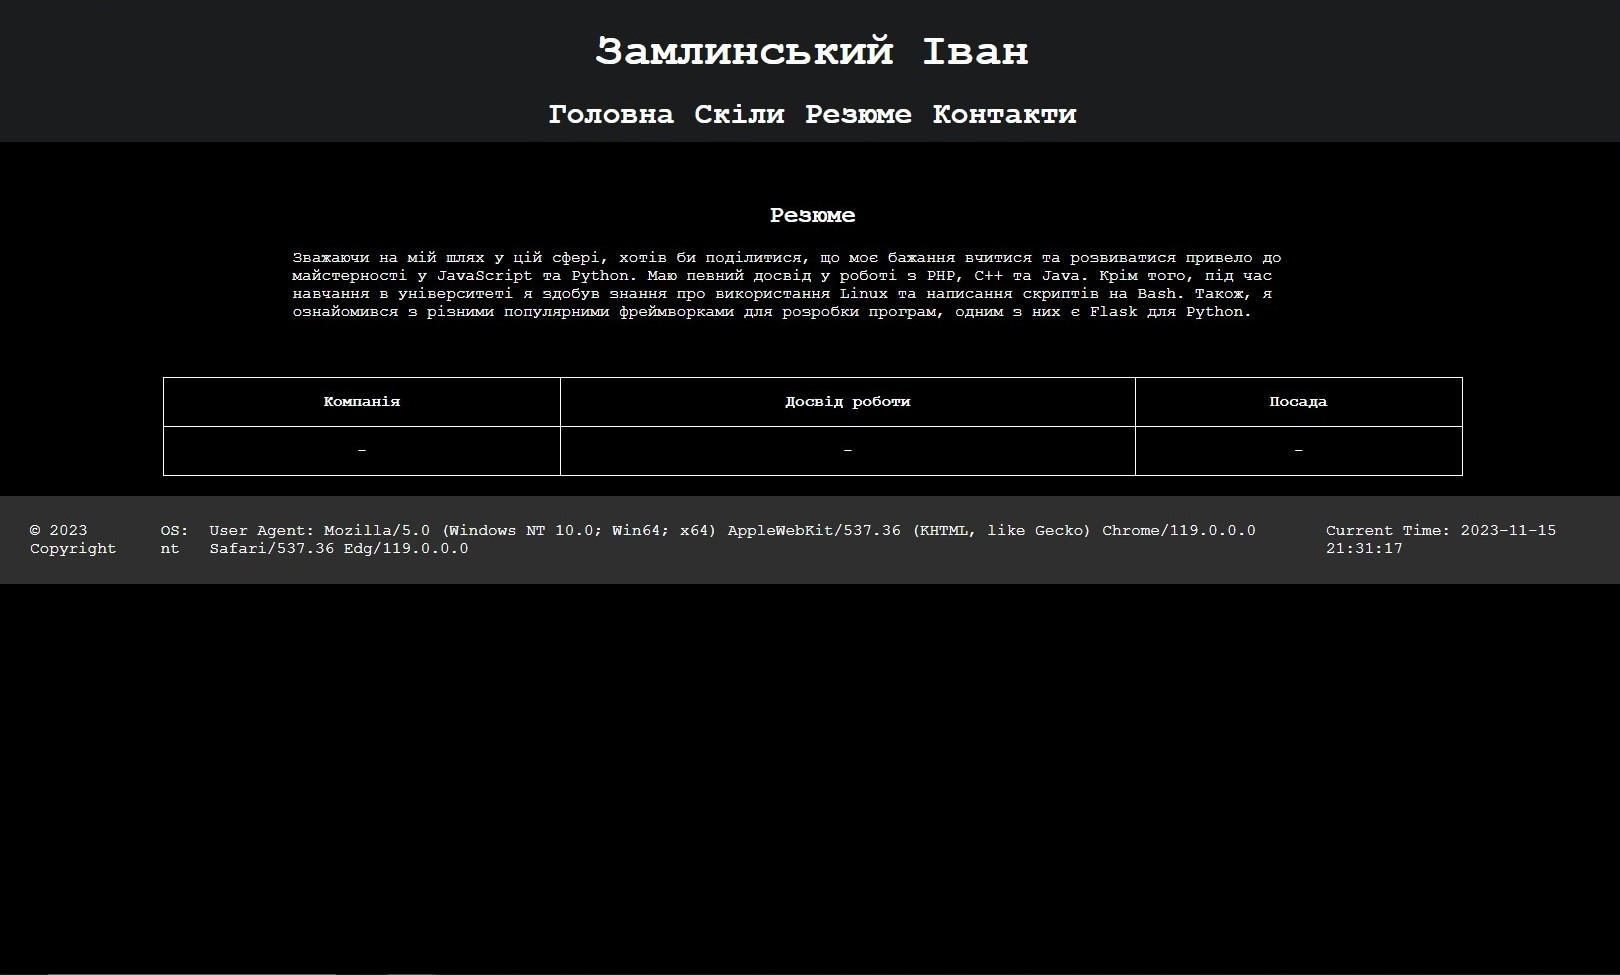 Замлинський Іван
Головна Скіли Резюме Контакти
Резюме
Зважаючи на мій шлях у цій сфері, хотів би поділитися, що моє бажання вчитися та розвиватися привело до
майстерності у JavaScript та Python. Маю певний досвід у роботі з PHP, C++ та Java. Крім того, під час
навчання в університеті я здобув знання про використання Linux та написання скриптів на Bash. Також, я
ознайомився з різними популярними фреймворками для розробки програм, одним з них є Flask для Python.
Компанія Досвід роботи Посада
- - -
© 2023 OS: User Agent: Mozilla/5.0 (Windows NT 10.0; Win64; x64) AppleWebKit/537.36 (KHTML, like Gecko) Chrome/119.0.0.0 Current Time: 2023-11-15
Copyright nt Safari/537.36 Edg/119.0.0.0 21:31:17